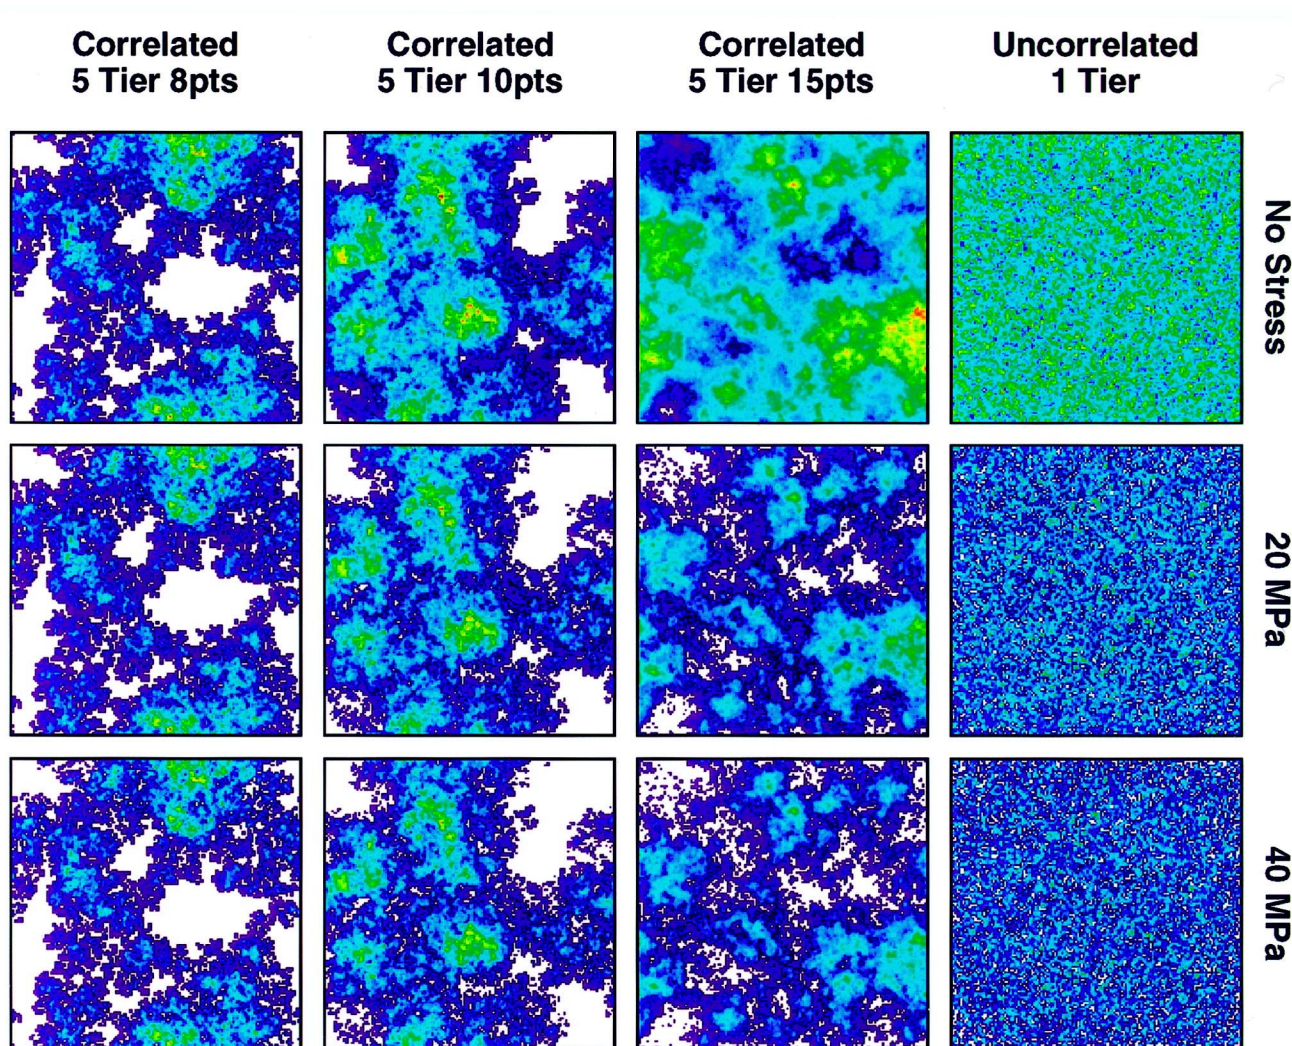 Correlated
5 Tier 8pts
Correlated
5 Tier 10pts
Correlated
5 Tier 15pts
Uncorrelated
1 Tier
No Stress
20 MPa
40 MPa